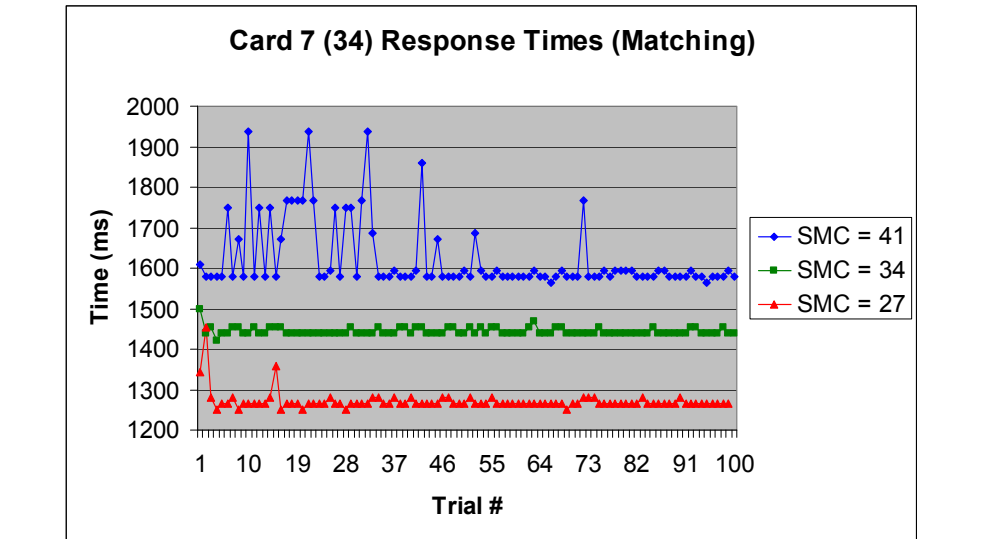 Card 7 (34) Response Times (Matching)
2000
1900
1800
1700
1600
1500
1400
1300
1200
Time (ms)
1 10 19 28 37 46 55 64 73 82 91 100
Trial #
SMC = 41
SMC = 34
SMC = 27